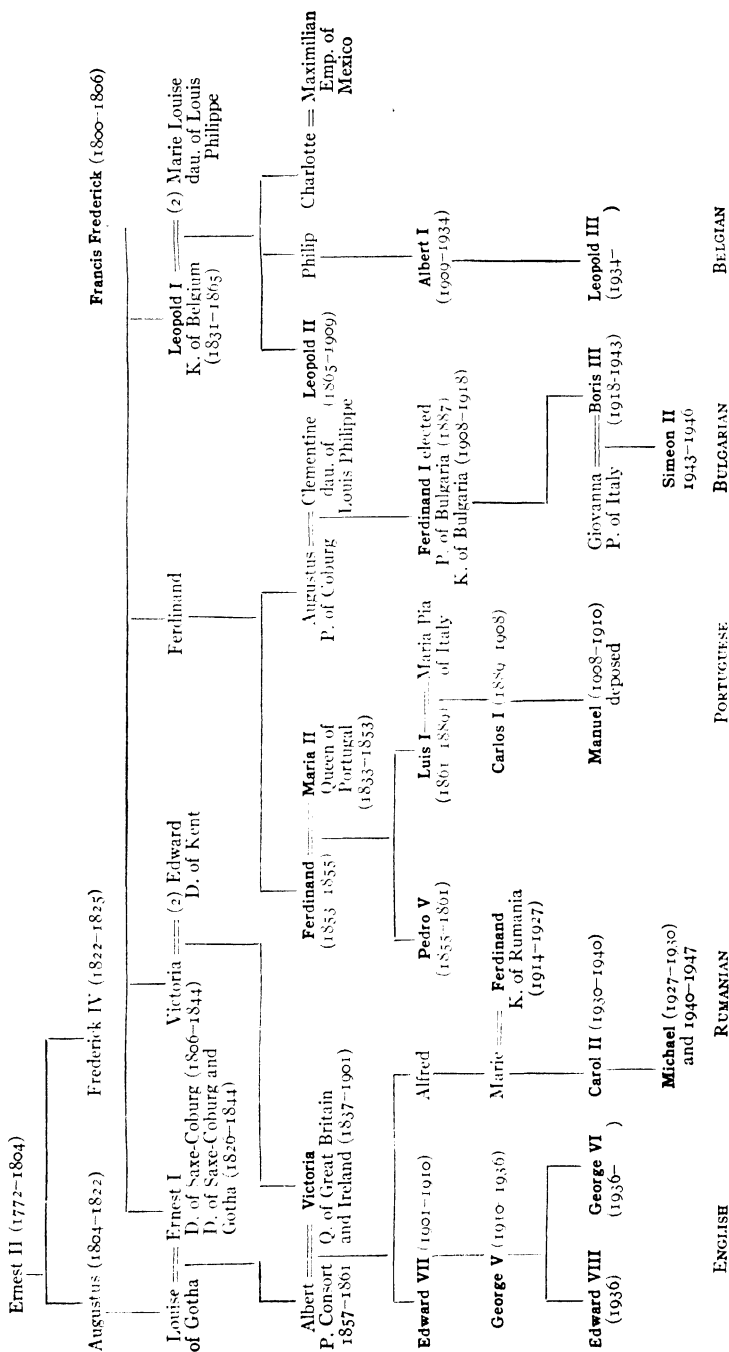 Ernest II (1772–1804)
Augustus (1804–1822)
Frederick IV (1822–1825)
Francis Frederick (1800–1806)
Louise
of Gotha
Ernest I
D. of Saxe-Coburg (1806–1844)
D. of Saxe-Coburg and
Gotha (1826–1844)
Victoria
(2) Edward
D. of Kent
Ferdinand
Leopold I
K. of Belgium
(1831–1865)
(2) Marie Louise
dau. of Louis
Philippe
Albert
P. Consort
1857–1861
Victoria
Q. of Great Britain
and Ireland (1837–1901)
Ferdinand
(1853 1855)
Maria II
Queen of
Portugal
(1833–1853)
Augustus
P. of Coburg
Clementine
dau. of
Louis Philippe
Leopold II
(1865–1909)
Philip
Charlotte
Maximilian
Emp. of
Mexico
Edward VII (1901–1910)
Alfred
Pedro V
(1855–1861)
Luis I
(1861 1889)
Maria Pia
of Italy
Ferdinand I elected
P. of Bulgaria (1887)
K. of Bulgaria (1908–1918)
Albert I
(1909–1934)
George V (1910 1936)
Marie
Ferdinand
K. of Rumania
(1914–1927)
Carlos I (1889 1908)
Edward VIII
(1936)
George VI
(1936– )
Carol II (1930–1940)
Manuel (1908–1910)
deposed
Giovanna
P. of Italy
Boris III
(1918-1943)
Leopold III
(1934– )
Michael (1927–1930)
and 1940–1947
Simeon II
1943–1946
ENGLISH
RUMANIAN
PORTUGUESE
BULGARIAN
BELGIAN